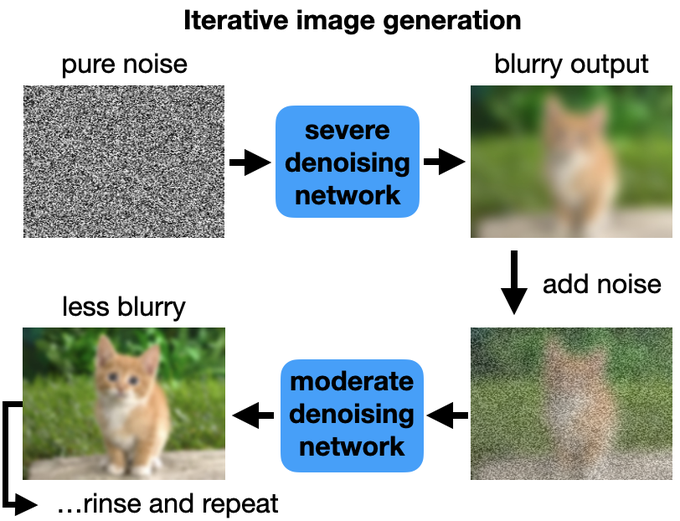 Iterative image generation
pure noise
blurry output
severe
denoising
network
add noise
less blurry
moderate
denoising
network
...rinse and repeat